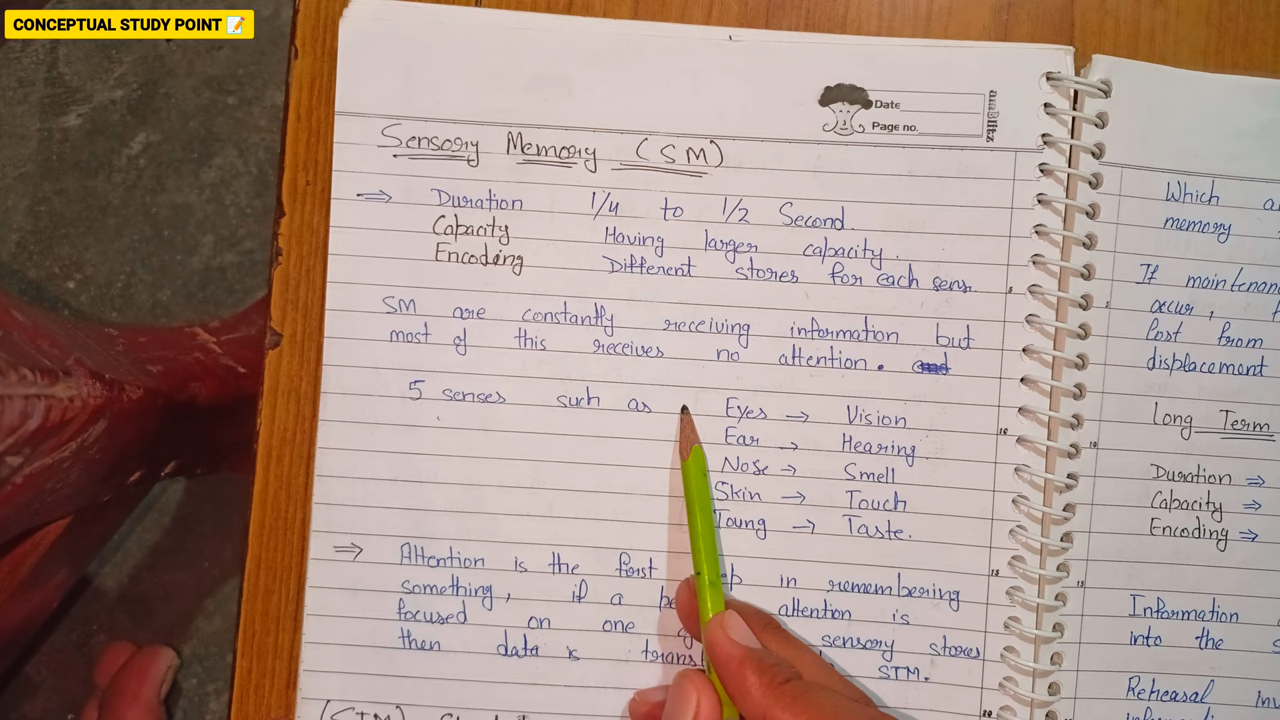 CONCEPTUAL STUDY POINT 📝
anaBlitz
Date
Page no.
Sensory Memory (SM)
⇒ Duration 1/4 to 1/2 Second.
Capacity Having larger capacity.
Encoding Different stores for each sens
SM are constantly receiving information but
most of this receives no attention.
5 senses such as Eyes → Vision
Ear → Hearing
Nose → Smell
Skin → Touch
Toung → Taste.
⇒ Attention is the first in remembering
something, if a attention is
focused on one sensory stores
then data is STM.
Which
memory
If
occur,
lost from
displacement
Long Term
Duration ⇒
Capacity ⇒
Encoding ⇒
Information
into the
Rehearsal